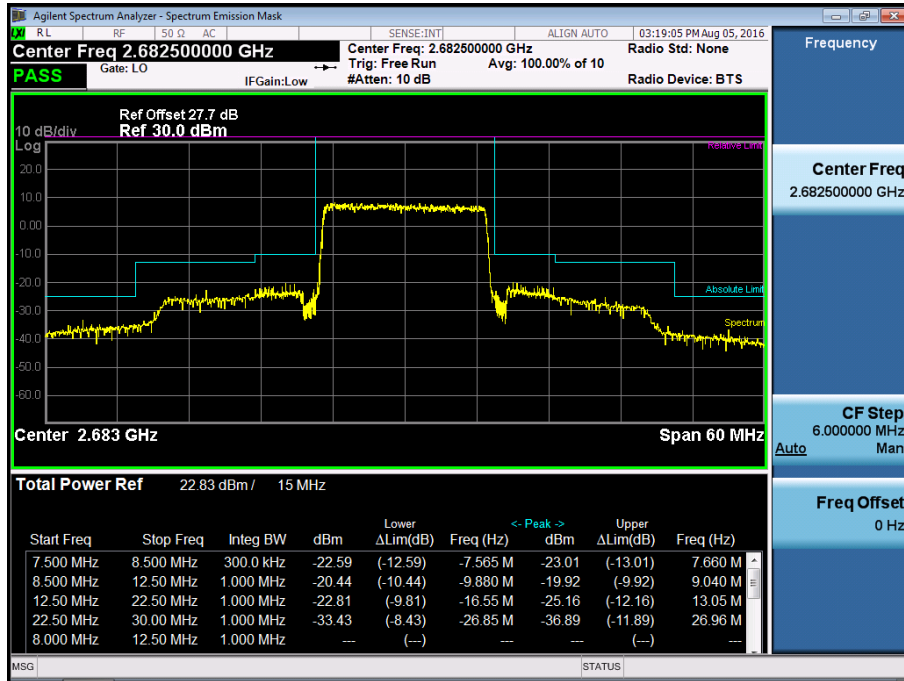 Agilent Spectrum Analyzer - Spectrum Emission Mask
LXI RL RF 50 Ω AC SENSE:INT ALIGN AUTO 03:19:05 PM Aug 05, 2016
Center Freq 2.682500000 GHz
PASS
Gate: LO
IFGain:Low
Center Freq: 2.682500000 GHz
Trig: Free Run Avg: 100.00% of 10
#Atten: 10 dB
Radio Std: None
Radio Device: BTS
Frequency
Ref Offset 27.7 dB
10 dB/div Ref 30.0 dBm
Log
Relative Limit
20.0
10.0
0.00
-10.0
-20.0
Absolute Limit
-30.0
Spectrum
-40.0
-50.0
-60.0
Center 2.683 GHz Span 60 MHz
Center Freq
2.682500000 GHz
CF Step
6.000000 MHz
Auto Man
Freq Offset
0 Hz
Total Power Ref 22.83 dBm / 15 MHz
Lower <- Peak -> Upper
Start Freq Stop Freq Integ BW dBm ΔLim(dB) Freq (Hz) dBm ΔLim(dB) Freq (Hz)
7.500 MHz 8.500 MHz 300.0 kHz -22.59 (-12.59) -7.565 M -23.01 (-13.01) 7.660 M
8.500 MHz 12.50 MHz 1.000 MHz -20.44 (-10.44) -9.880 M -19.92 (-9.92) 9.040 M
12.50 MHz 22.50 MHz 1.000 MHz -22.81 (-9.81) -16.55 M -25.16 (-12.16) 13.05 M
22.50 MHz 30.00 MHz 1.000 MHz -33.43 (-8.43) -26.85 M -36.89 (-11.89) 26.96 M
8.000 MHz 12.50 MHz 1.000 MHz --- (---) --- --- (---) ---
MSG STATUS